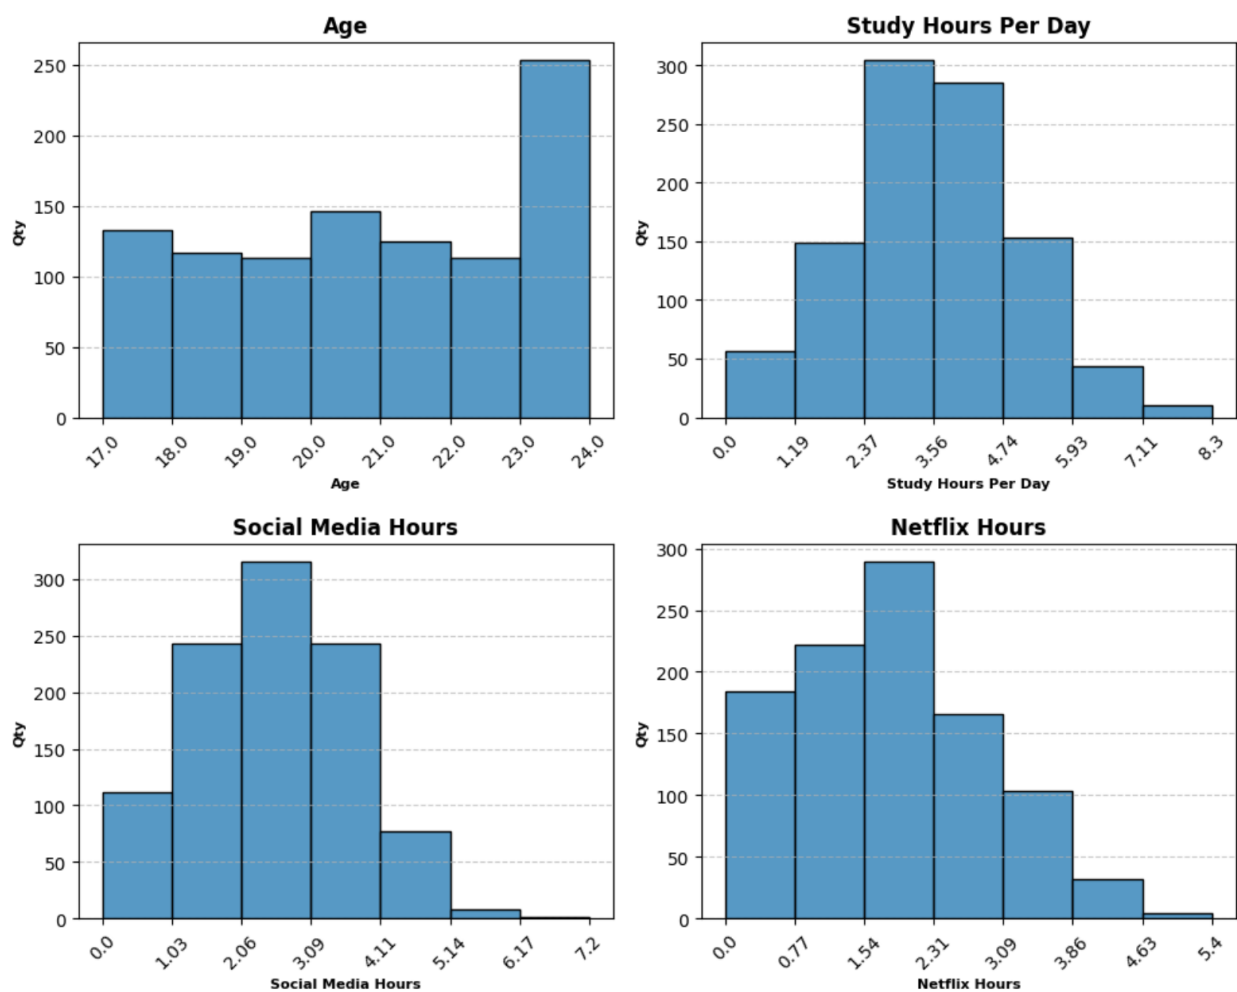 Age
250
200
150
100
50
0
Qty
17.0 18.0 19.0 20.0 21.0 22.0 23.0 24.0
Age
Study Hours Per Day
300
250
200
150
100
50
0
Qty
0.0 1.19 2.37 3.56 4.74 5.93 7.11 8.3
Study Hours Per Day
Social Media Hours
300
250
200
150
100
50
0
Qty
0.0 1.03 2.06 3.09 4.11 5.14 6.17 7.2
Social Media Hours
Netflix Hours
300
250
200
150
100
50
0
Qty
0.0 0.77 1.54 2.31 3.09 3.86 4.63 5.4
Netflix Hours